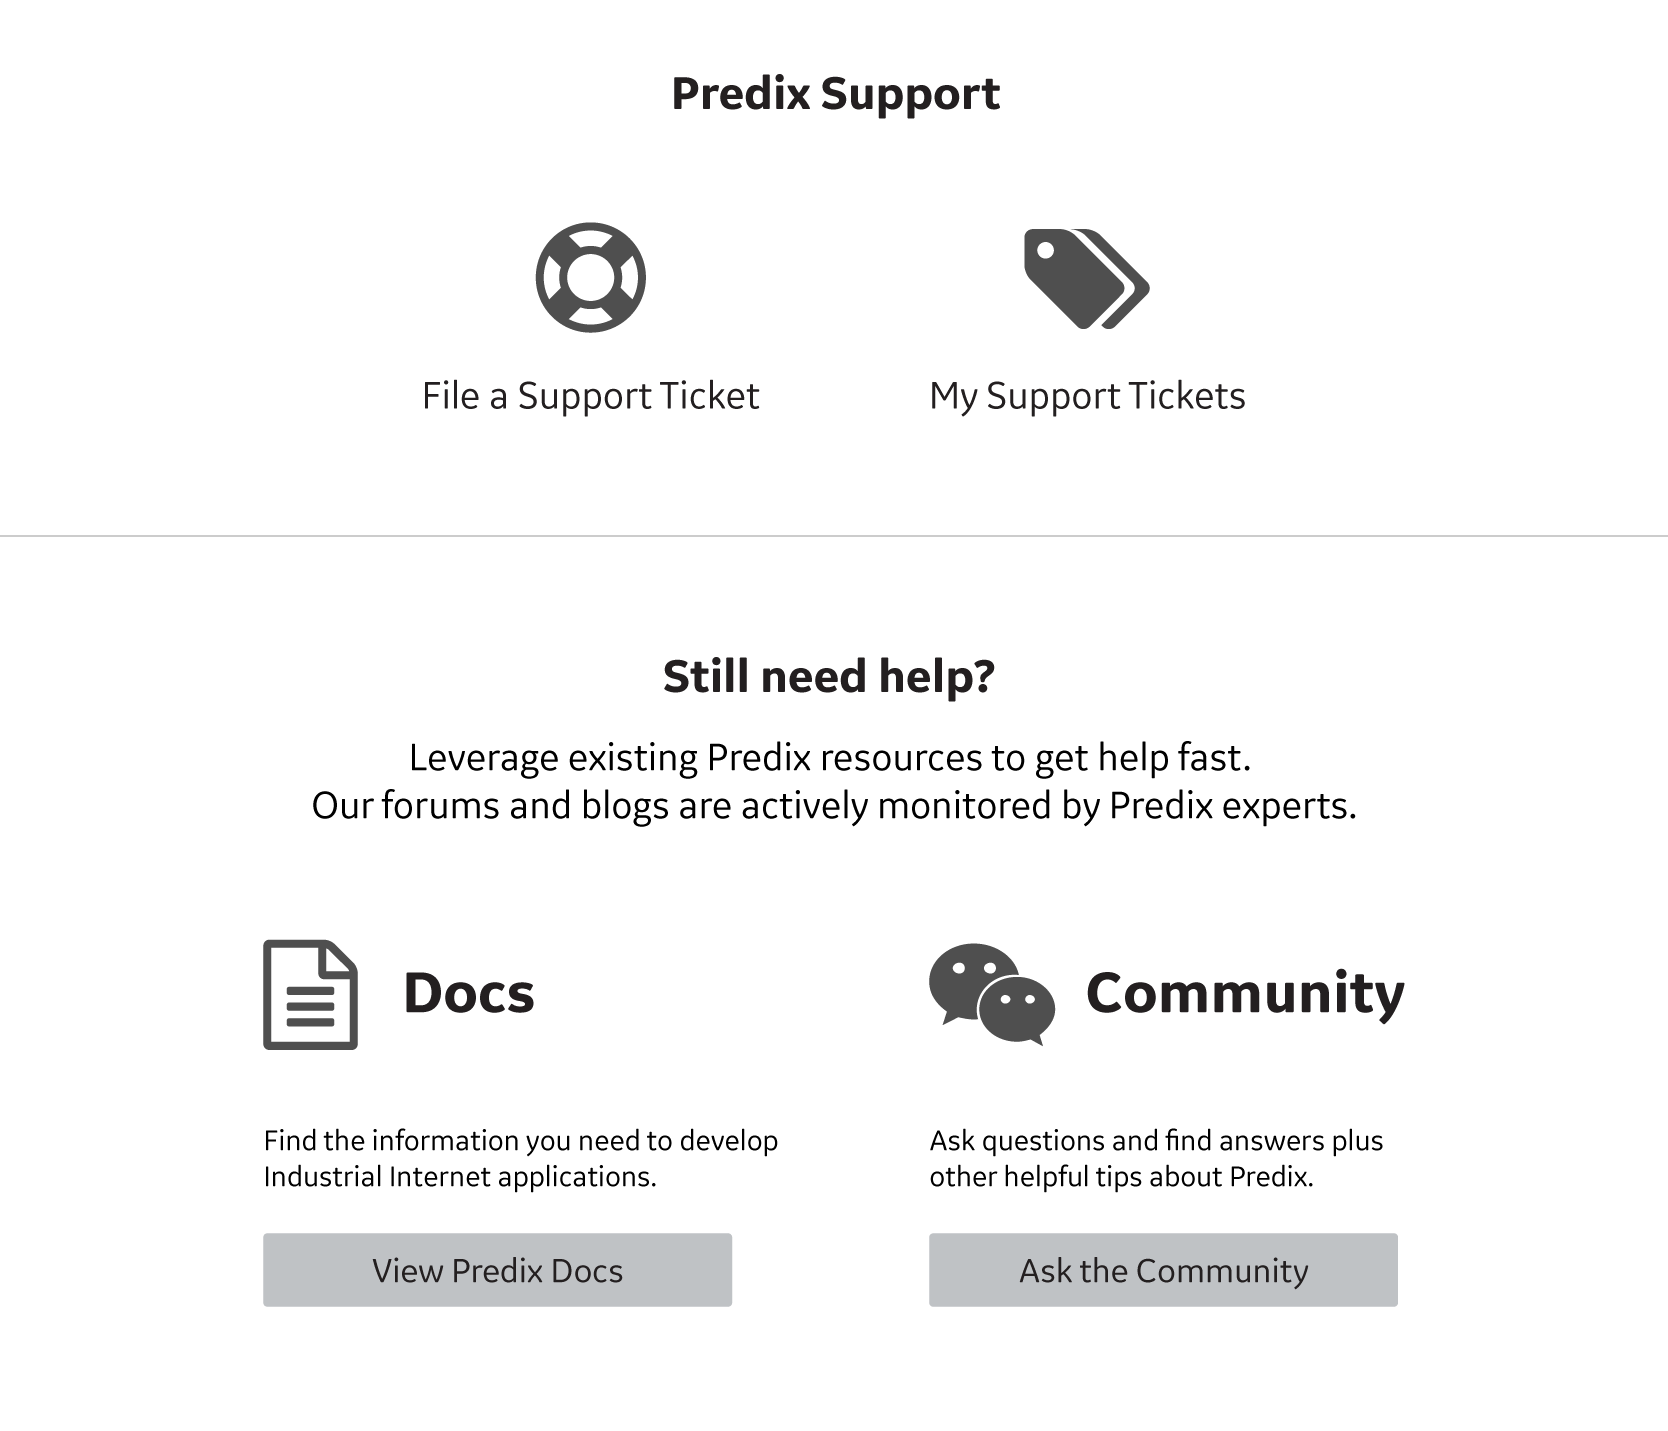 Predix Support
File a Support Ticket
My Support Tickets
Still need help?
Leverage existing Predix resources to get help fast.
Our forums and blogs are actively monitored by Predix experts.
Docs
Find the information you need to develop
Industrial Internet applications.
View Predix Docs
Community
Ask questions and find answers plus
other helpful tips about Predix.
Ask the Community